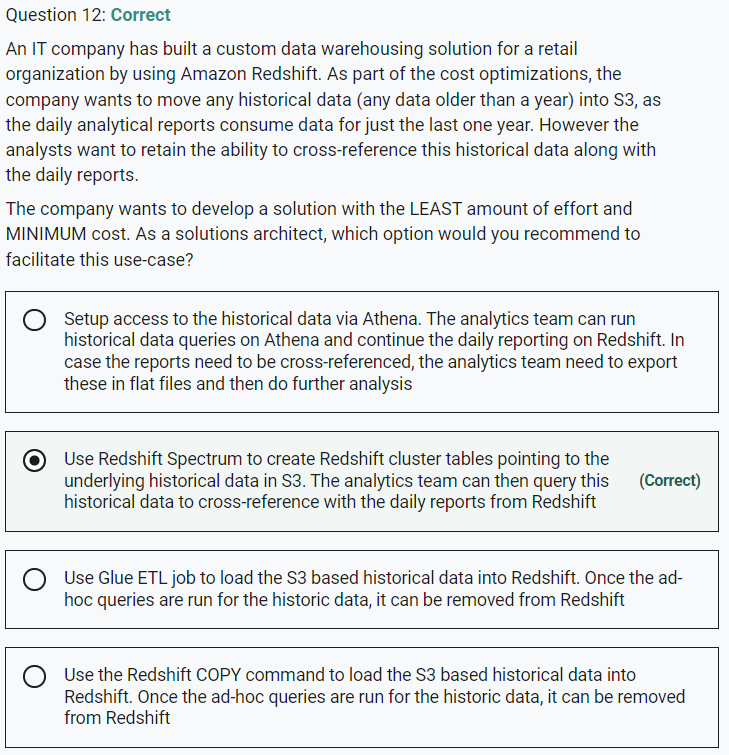 Question 12: Correct
An IT company has built a custom data warehousing solution for a retail
organization by using Amazon Redshift. As part of the cost optimizations, the
company wants to move any historical data (any data older than a year) into S3, as
the daily analytical reports consume data for just the last one year. However the
analysts want to retain the ability to cross-reference this historical data along with
the daily reports.
The company wants to develop a solution with the LEAST amount of effort and
MINIMUM cost. As a solutions architect, which option would you recommend to
facilitate this use-case?
Setup access to the historical data via Athena. The analytics team can run
historical data queries on Athena and continue the daily reporting on Redshift. In
case the reports need to be cross-referenced, the analytics team need to export
these in flat files and then do further analysis
Use Redshift Spectrum to create Redshift cluster tables pointing to the
underlying historical data in S3. The analytics team can then query this
historical data to cross-reference with the daily reports from Redshift
(Correct)
Use Glue ETL job to load the S3 based historical data into Redshift. Once the ad-
hoc queries are run for the historic data, it can be removed from Redshift
Use the Redshift COPY command to load the S3 based historical data into
Redshift. Once the ad-hoc queries are run for the historic data, it can be removed
from Redshift